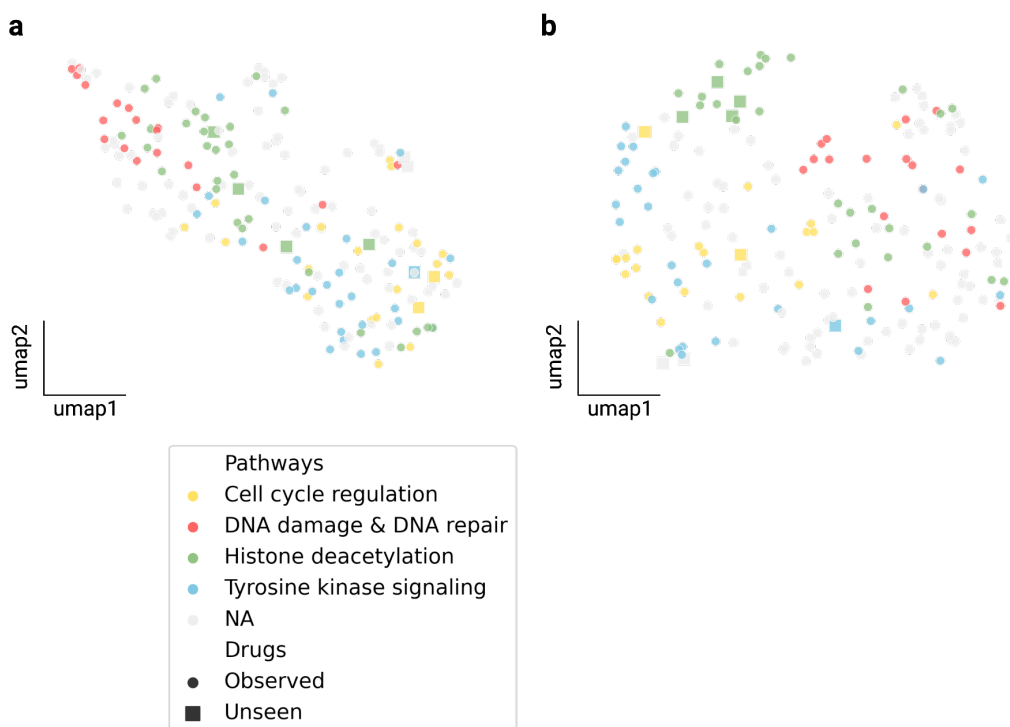 a
b
umap2
umap1
umap2
umap1
Pathways
Cell cycle regulation
DNA damage & DNA repair
Histone deacetylation
Tyrosine kinase signaling
NA
Drugs
Observed
Unseen